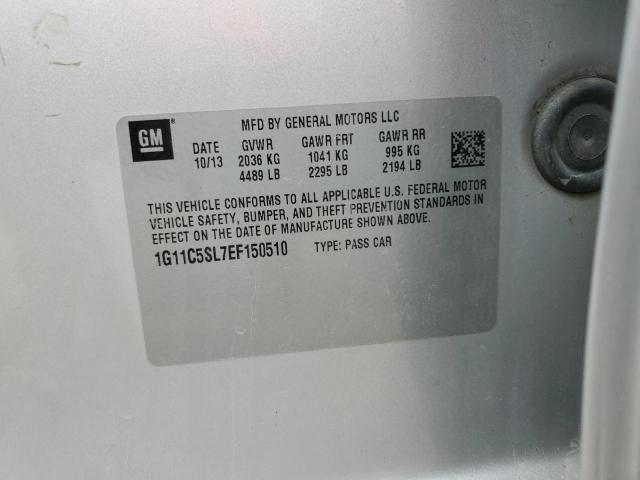 GM®
MFD BY GENERAL MOTORS LLC
DATE GVWR GAWR FRT GAWR RR
10/13 2036 KG 1041 KG 995 KG
4489 LB 2295 LB 2194 LB
THIS VEHICLE CONFORMS TO ALL APPLICABLE U.S. FEDERAL MOTOR
VEHICLE SAFETY, BUMPER, AND THEFT PREVENTION STANDARDS IN
EFFECT ON THE DATE OF MANUFACTURE SHOWN ABOVE.
1G11C5SL7EF150510 TYPE: PASS CAR